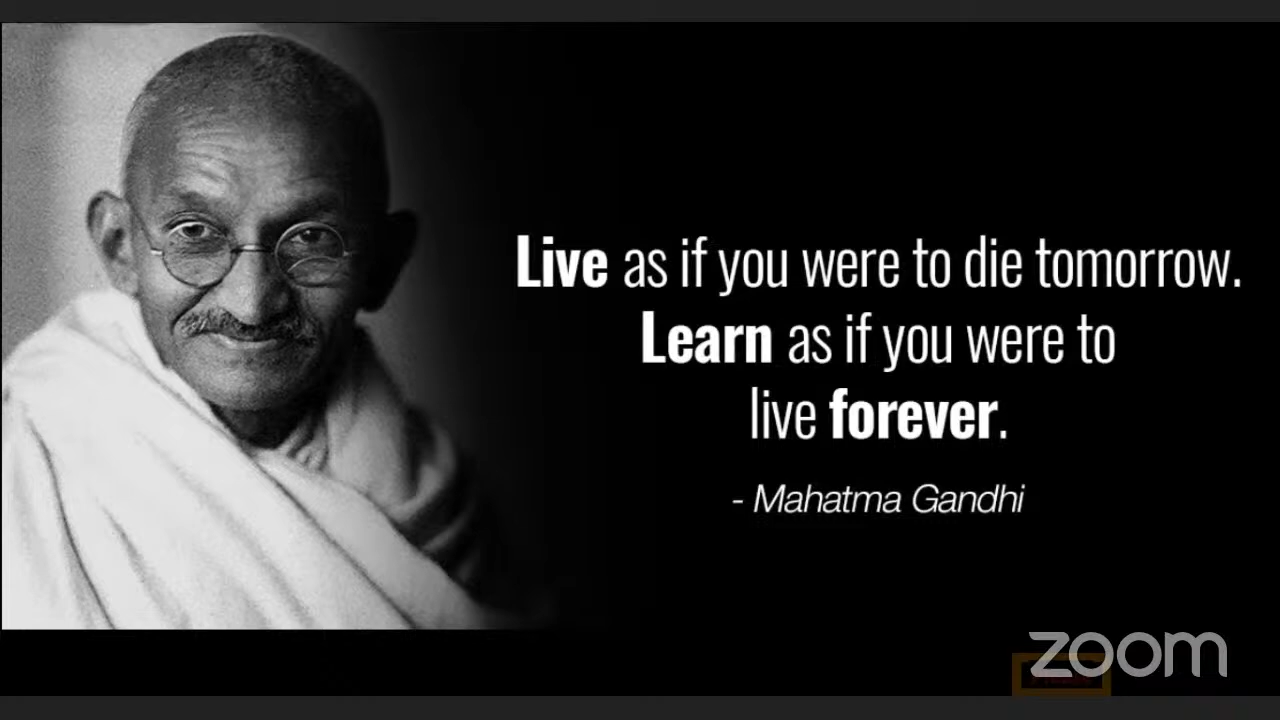 Live as if you were to die tomorrow.
Learn as if you were to
live forever.
- Mahatma Gandhi
zoom